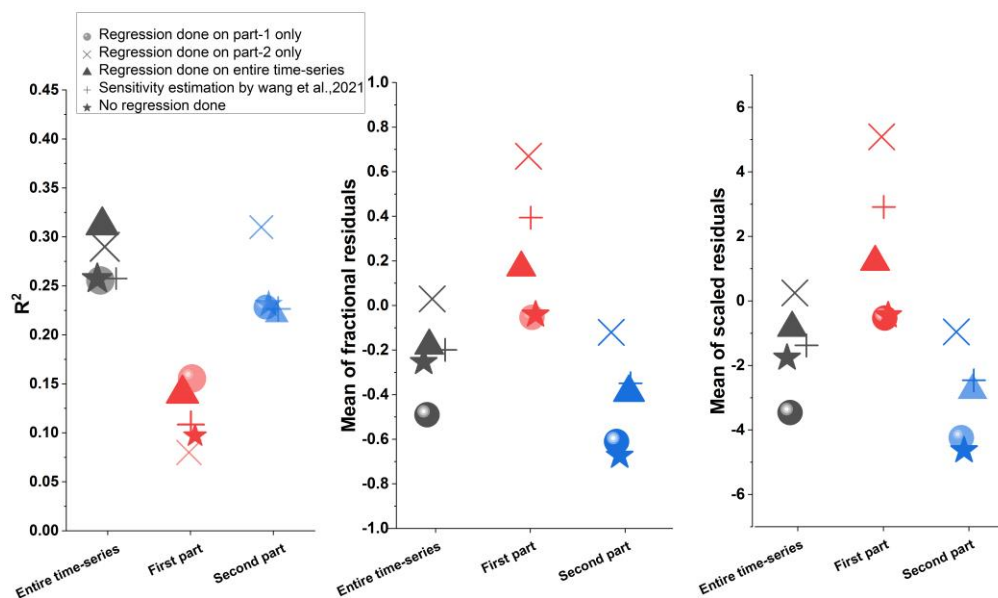 Regression done on part-1 only
Regression done on part-2 only
Regression done on entire time-series
Sensitivity estimation by wang et al.,2021
No regression done
R²
0.45
0.40
0.35
0.30
0.25
0.20
0.15
0.10
0.05
0.00
Entire time-series
First part
Second part
Mean of fractional residuals
1.0
0.8
0.6
0.4
0.2
0.0
-0.2
-0.4
-0.6
-0.8
-1.0
Entire time-series
First part
Second part
Mean of scaled residuals
6
4
2
0
-2
-4
-6
Entire time-series
First part
Second part